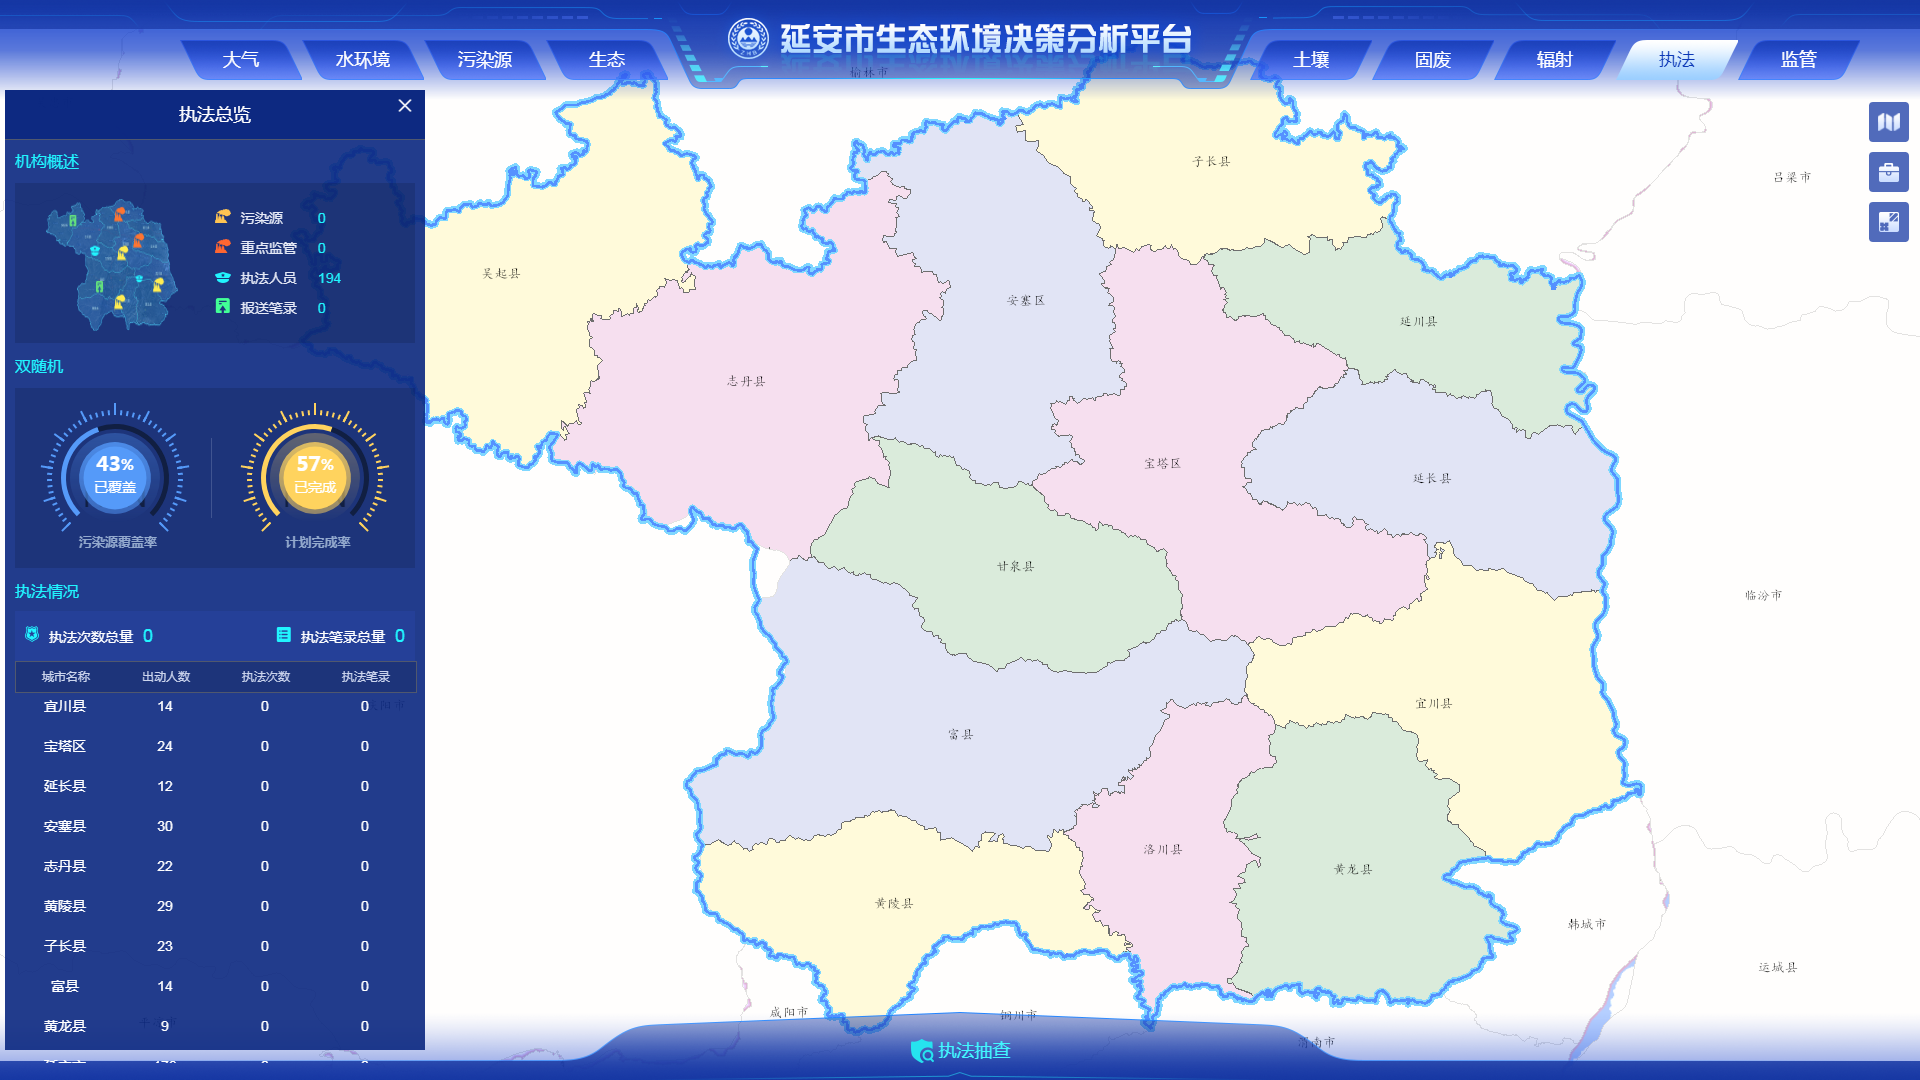 延安市生态环境决策分析平台
大气 水环境 污染源 生态 土壤 固废 辐射 执法 监管
执法总览
机构概述
污染源 0
重点监管 0
执法人员 194
报送笔录 0
双随机
43% 57%
已覆盖 已完成
污染源覆盖率 计划完成率
执法情况
执法次数总量 0 执法笔录总量 0
城市名称 出动人数 执法次数 执法笔录
宜川县 14 0 0
宝塔区 24 0 0
延长县 12 0 0
安塞县 30 0 0
志丹县 22 0 0
黄陵县 29 0 0
子长县 23 0 0
富县 14 0 0
黄龙县 9 0 0
榆林市
子长县
吕梁市
吴起县
安塞区
延川县
志丹县
宝塔区
延长县
甘泉县
临汾市
宜川县
富县
洛川县
黄龙县
黄陵县
韩城市
运城县
咸阳市
铜川市
渭南市
执法抽查